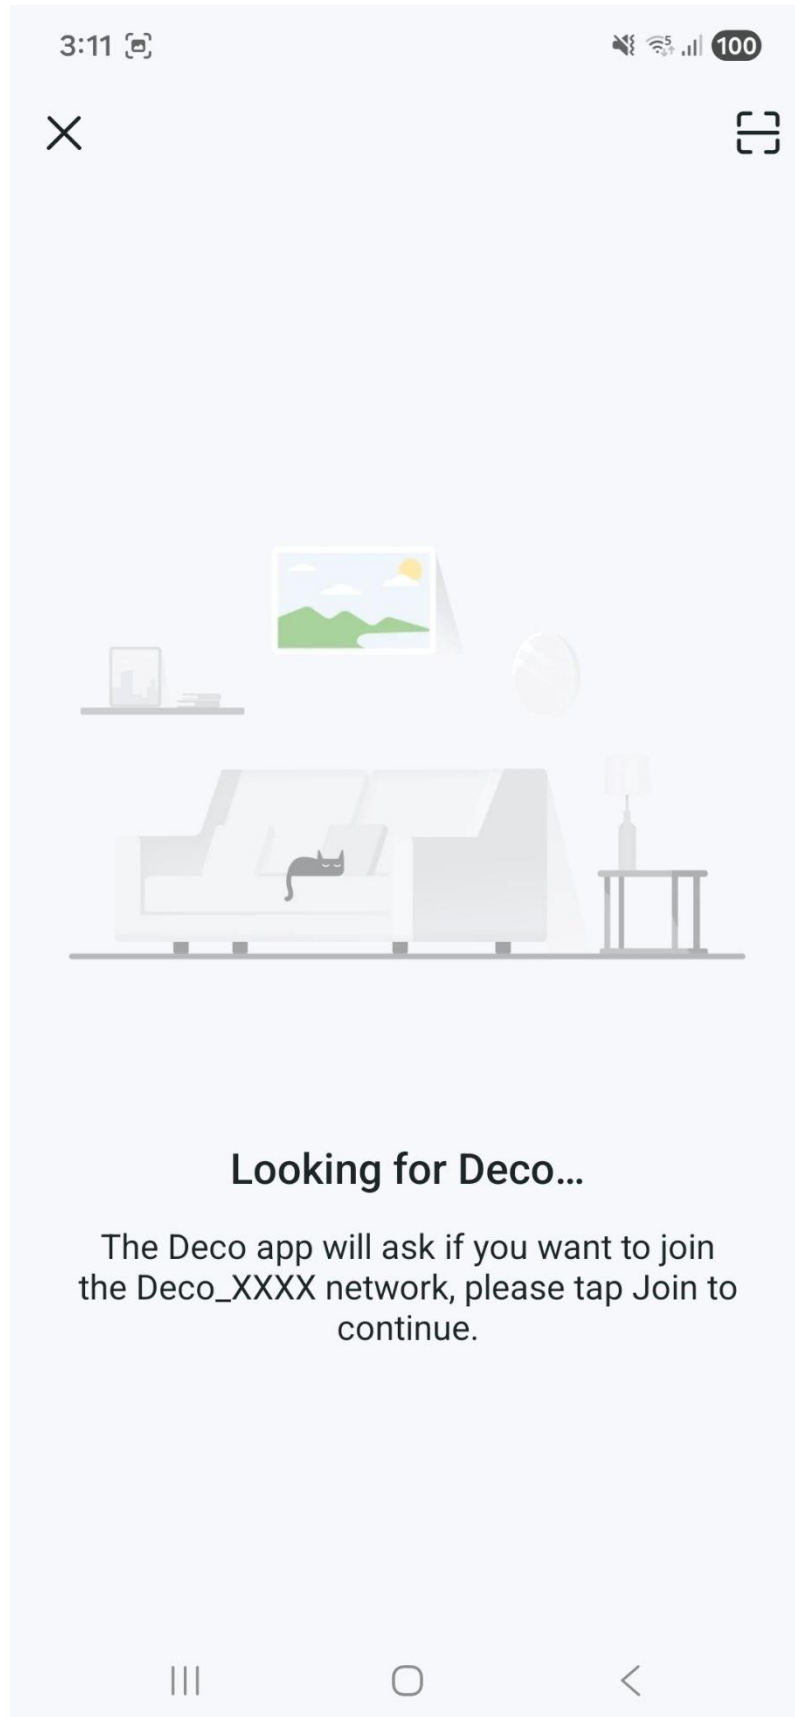 3:11
5
100
Looking for Deco...
The Deco app will ask if you want to join
the Deco_XXXX network, please tap Join to
continue.